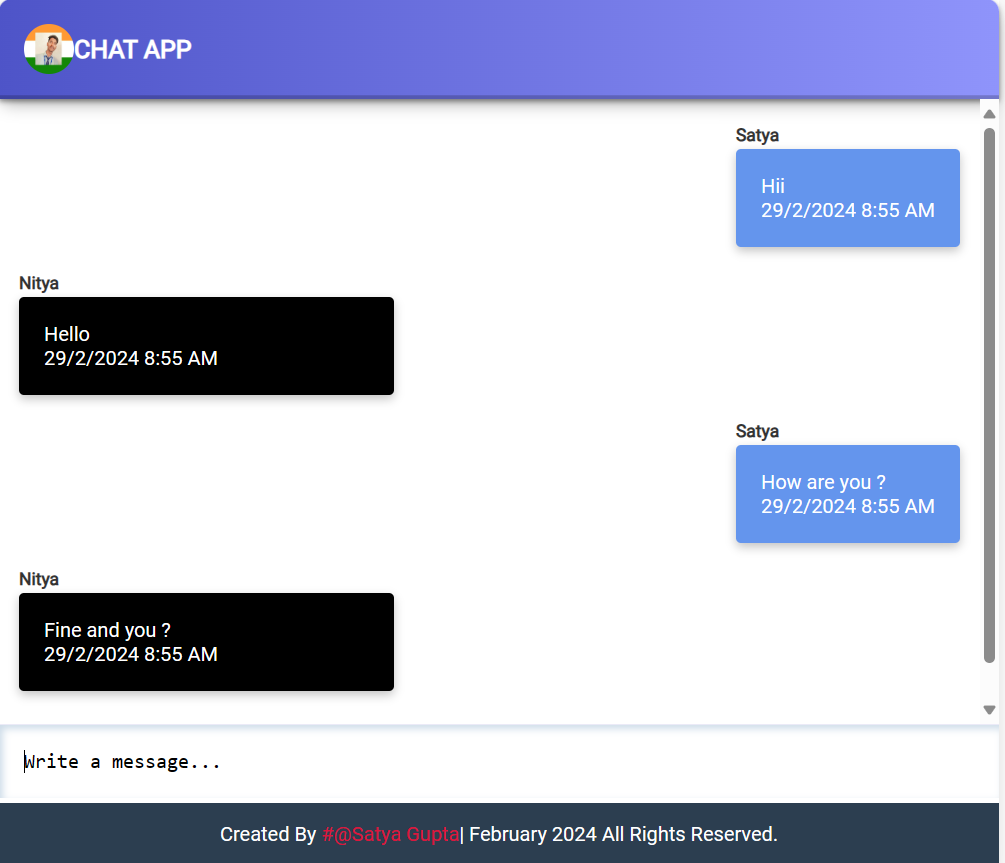 CHAT APP
Satya
Hii
29/2/2024 8:55 AM
Nitya
Hello
29/2/2024 8:55 AM
Satya
How are you ?
29/2/2024 8:55 AM
Nitya
Fine and you ?
29/2/2024 8:55 AM
Write a message...
Created By #@Satya Gupta| February 2024 All Rights Reserved.